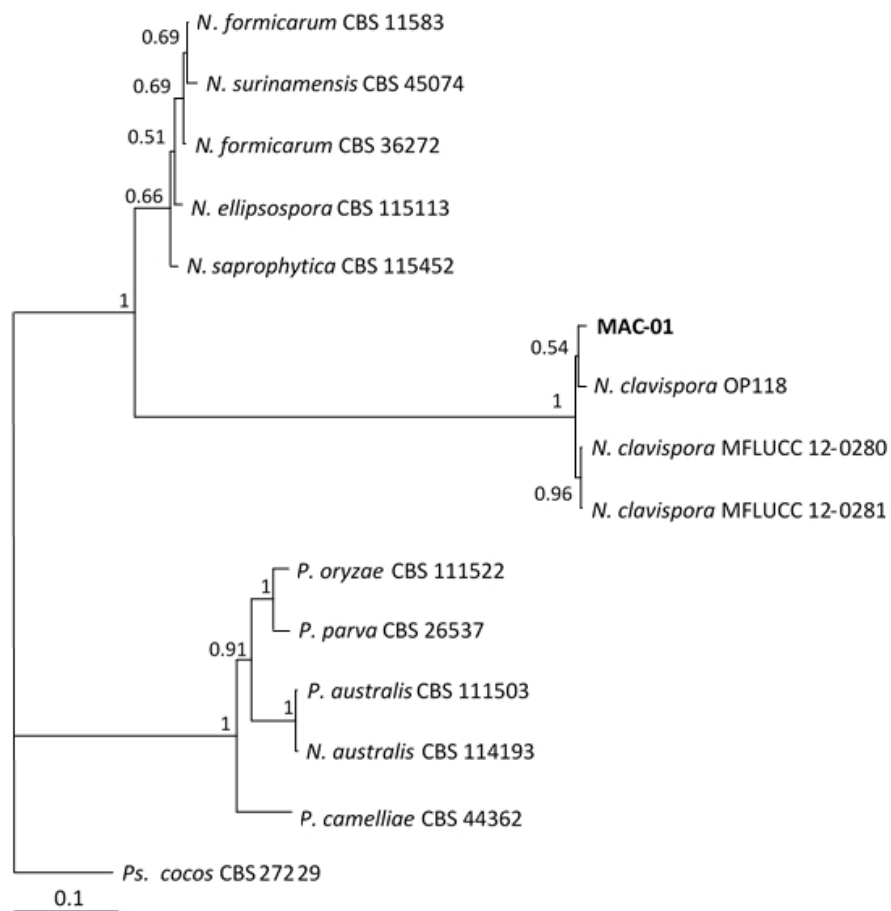 N. formicarum CBS 11583
0.69
N. surinamensis CBS 45074
0.69
0.51
N. formicarum CBS 36272
0.66
N. ellipsospora CBS 115113
N. saprophytica CBS 115452
1
MAC-01
0.54
N. clavispora OP118
1
N. clavispora MFLUCC 12-0280
0.96
N. clavispora MFLUCC 12-0281
P. oryzae CBS 111522
1
P. parva CBS 26537
0.91
P. australis CBS 111503
1
1
N. australis CBS 114193
P. camelliae CBS 44362
Ps. cocos CBS 27229
0.1